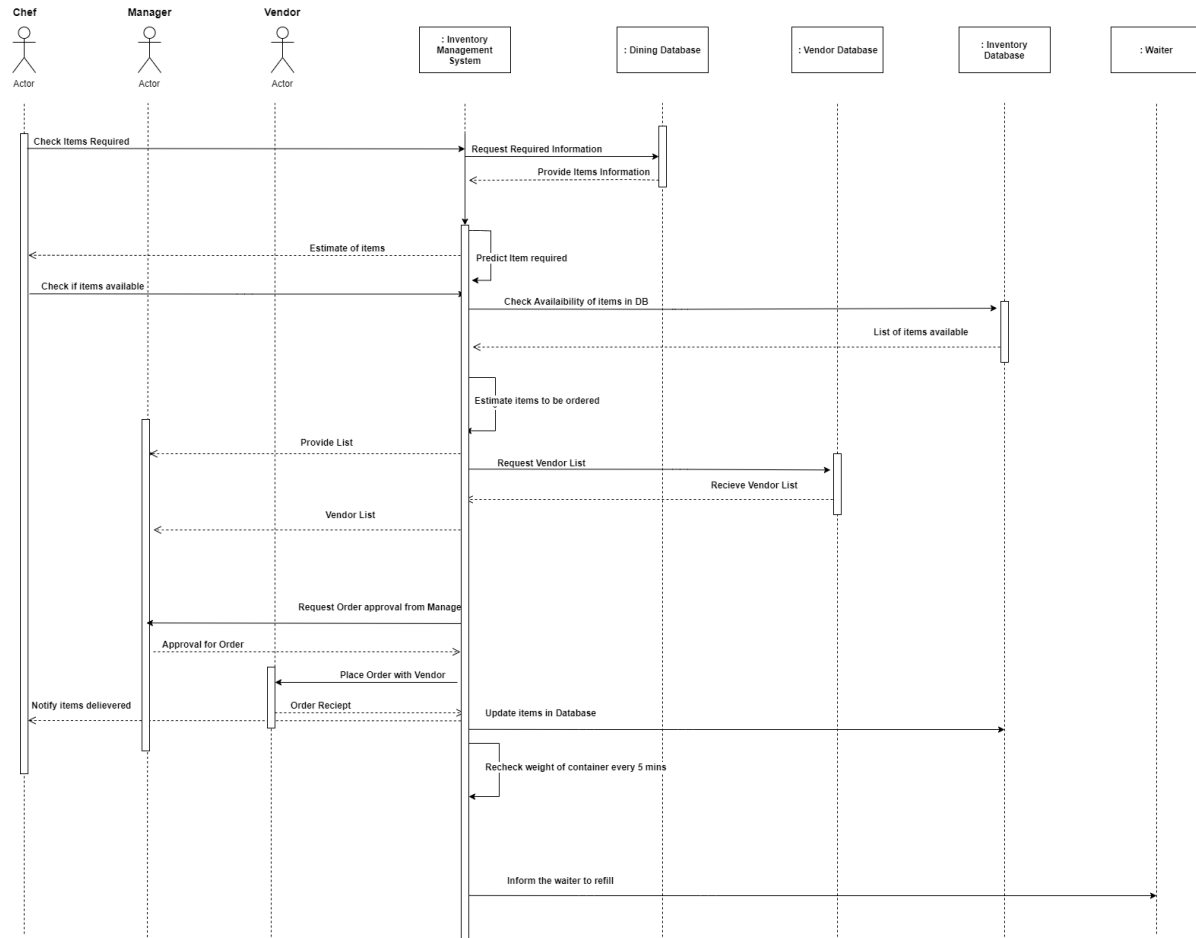 Chef
Manager
Vendor
Actor
Actor
Actor
: Inventory
Management
System
: Dining Database
: Vendor Database
: Inventory
Database
: Waiter
Check Items Required
Request Required Information
Provide Items Information
Estimate of items
Predict Item required
Check if items available
Check Availaibility of items in DB
List of items available
Estimate items to be ordered
Provide List
Request Vendor List
Recieve Vendor List
Vendor List
Request Order approval from Manage
Approval for Order
Place Order with Vendor
Notify items delievered
Order Reciept
Update items in Database
Recheck weight of container every 5 mins
Inform the waiter to refill